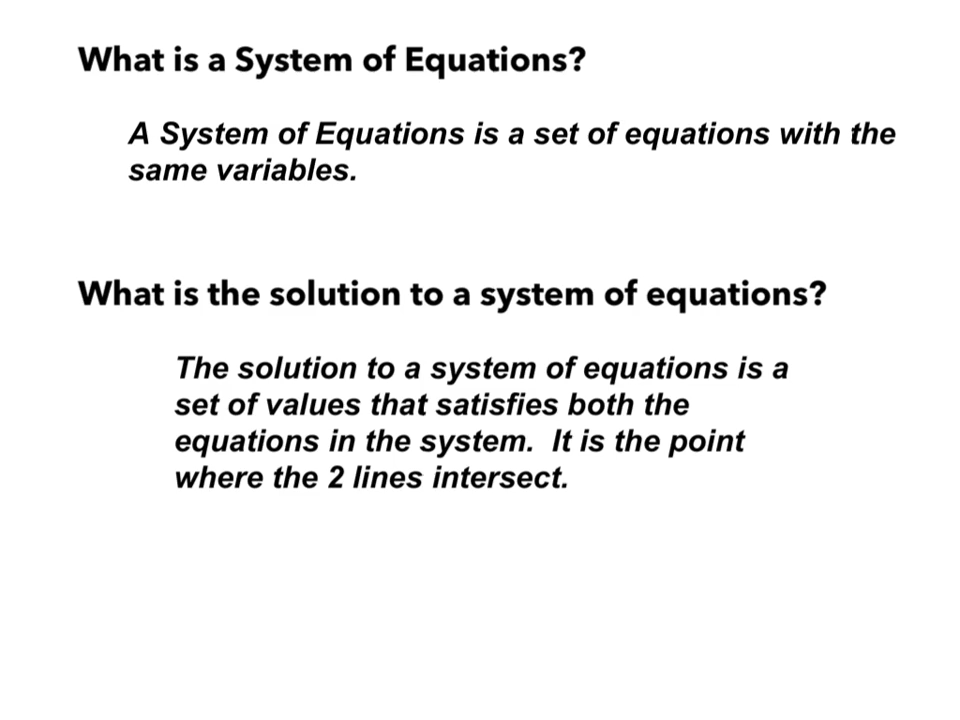 What is a System of Equations?
A System of Equations is a set of equations with the
same variables.
What is the solution to a system of equations?
The solution to a system of equations is a
set of values that satisfies both the
equations in the system.  It is the point
where the 2 lines intersect.